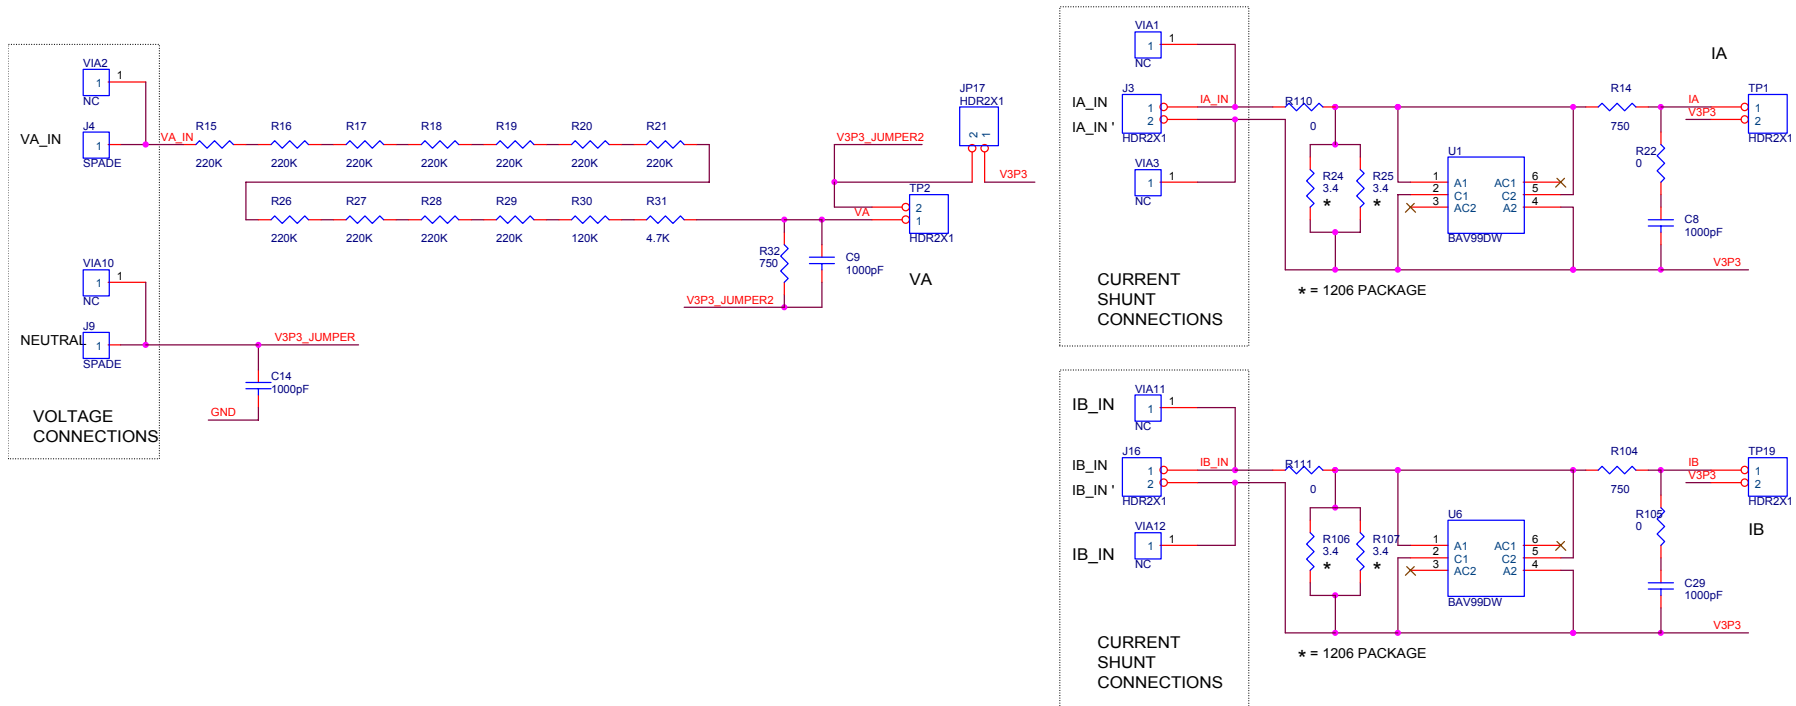 VIA2
1
1
NC
J4
VA_IN
1
SPADE
VA_IN
R15
220K
R16
220K
R17
220K
R18
220K
R19
220K
R20
220K
R21
220K
R26
220K
R27
220K
R28
220K
R29
220K
R30
120K
R31
4.7K
R32
750
C9
1000pF
V3P3_JUMPER2
V3P3_JUMPER2
JP17
HDR2X1
2
1
V3P3
TP2
VA
2
1
HDR2X1
VA
VIA10
1
1
NC
J9
NEUTRAL
1
SPADE
V3P3_JUMPER
C14
1000pF
GND
VOLTAGE
CONNECTIONS
VIA1
1
1
NC
J3
IA_IN
1
IA_IN '
2
HDR2X1
IA_IN
VIA3
1
1
NC
CURRENT
SHUNT
CONNECTIONS
R110
0
R24
3.4
*
R25
3.4
*
* = 1206 PACKAGE
U1
1
2
3
A1
C1
AC2
AC1
C2
A2
6
5
4
BAV99DW
R14
750
R22
0
C8
1000pF
V3P3
IA
IA
V3P3
TP1
1
2
HDR2X1
VIA11
IB_IN
1
1
NC
J16
IB_IN
1
IB_IN '
2
HDR2X1
IB_IN
VIA12
IB_IN
1
1
NC
CURRENT
SHUNT
CONNECTIONS
R111
0
R106
3.4
*
R107
3.4
*
* = 1206 PACKAGE
U6
1
2
3
A1
C1
AC2
AC1
C2
A2
6
5
4
BAV99DW
R104
750
R105
0
C29
1000pF
V3P3
IB
V3P3
TP19
1
2
HDR2X1
IB